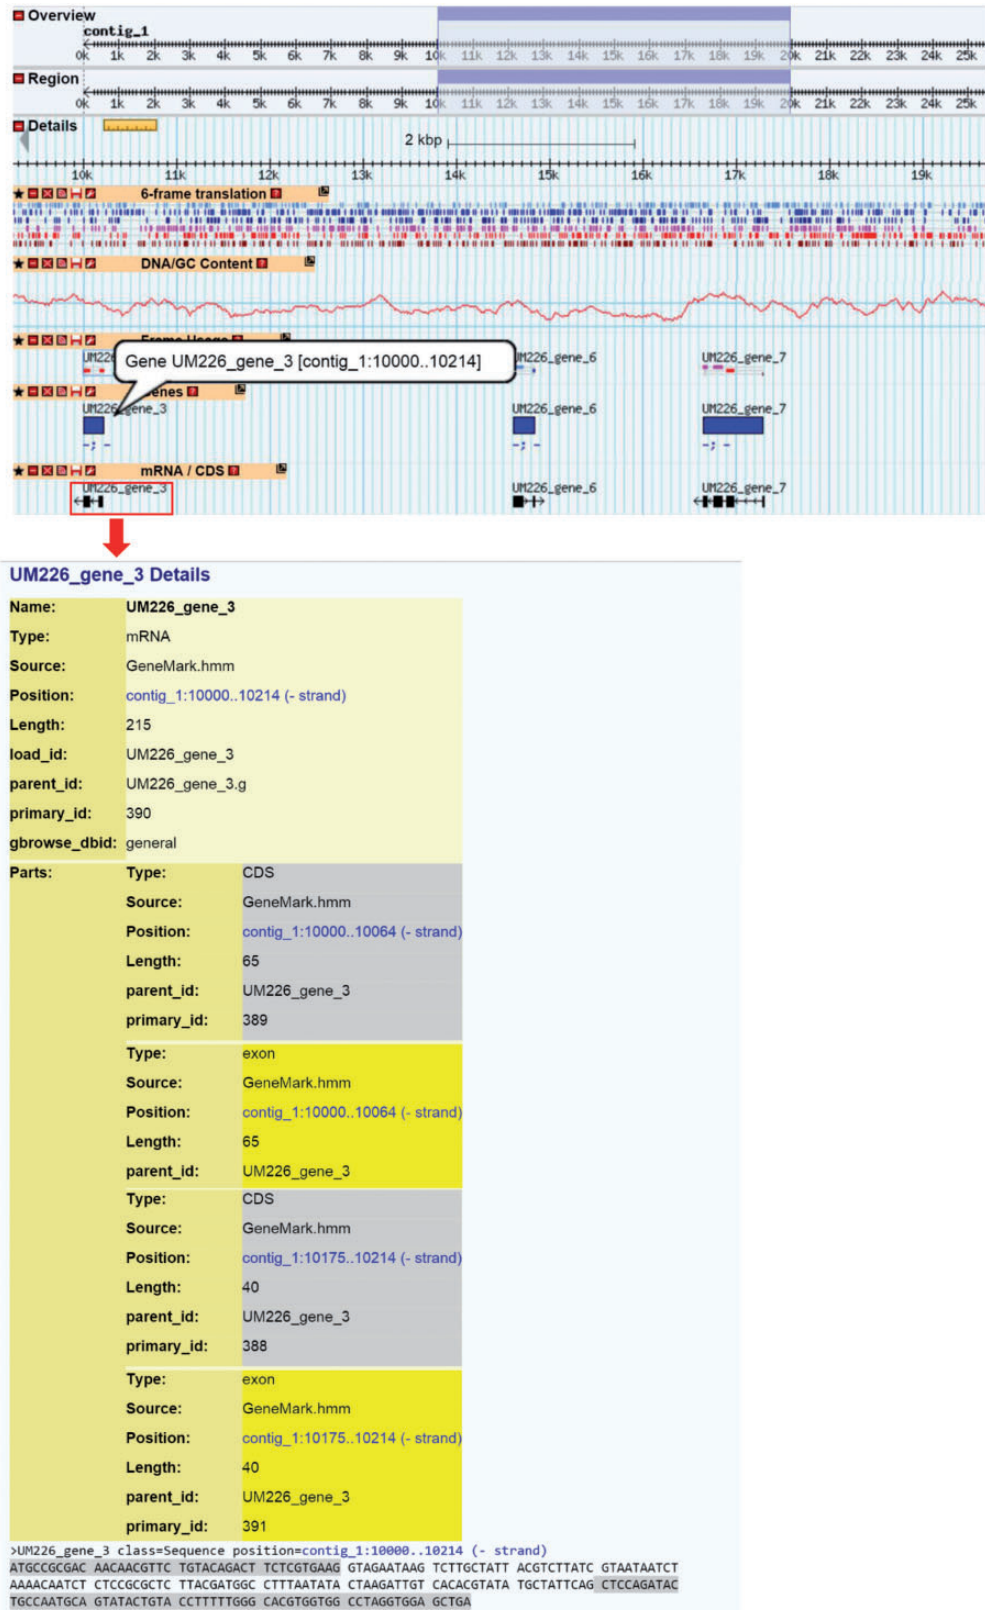 Overview
contig_1
0k 1k 2k 3k 4k 5k 6k 7k 8k 9k 10k 11k 12k 13k 14k 15k 16k 17k 18k 19k 20k 21k 22k 23k 24k 25k
Region
0k 1k 2k 3k 4k 5k 6k 7k 8k 9k 10k 11k 12k 13k 14k 15k 16k 17k 18k 19k 20k 21k 22k 23k 24k 25k
Details
2 kbp
10k 11k 12k 13k 14k 15k 16k 17k 18k 19k
6-frame translation
DNA/GC Content
Frame Usage
UM226 UM226_gene_6 UM226_gene_7
Gene UM226_gene_3 [contig_1:10000..10214]
enes
UM226_gene_3 UM226_gene_6 UM226_gene_7
mRNA / CDS
UM226_gene_3 UM226_gene_6 UM226_gene_7
UM226_gene_3 Details
Name: UM226_gene_3
Type: mRNA
Source: GeneMark.hmm
Position: contig_1:10000..10214 (- strand)
Length: 215
load_id: UM226_gene_3
parent_id: UM226_gene_3.g
primary_id: 390
gbrowse_dbid: general
Parts: Type: CDS
Source: GeneMark.hmm
Position: contig_1:10000..10064 (- strand)
Length: 65
parent_id: UM226_gene_3
primary_id: 389
Type: exon
Source: GeneMark.hmm
Position: contig_1:10000..10064 (- strand)
Length: 65
parent_id: UM226_gene_3
Type: CDS
Source: GeneMark.hmm
Position: contig_1:10175..10214 (- strand)
Length: 40
parent_id: UM226_gene_3
primary_id: 388
Type: exon
Source: GeneMark.hmm
Position: contig_1:10175..10214 (- strand)
Length: 40
parent_id: UM226_gene_3
primary_id: 391
>UM226_gene_3 class=Sequence position=contig_1:10000..10214 (- strand)
ATGCCGCGAC AACAACGTTC TGTACAGACT TCTCGTGAAG GTAGAATAAG TCTTGCTATT ACGTCTTATC GTAATAATCT
AAAACAATCT CTCCGCGCTC TTACGATGGC CTTTAATATA CTAAGATTGT CACACGTATA TGCTATTCAG CTCCAGATAC
TGCCAATGCA GTATACTGTA CCTTTTTGGG CACGTGGTGG CCTAGGTGGA GCTGA